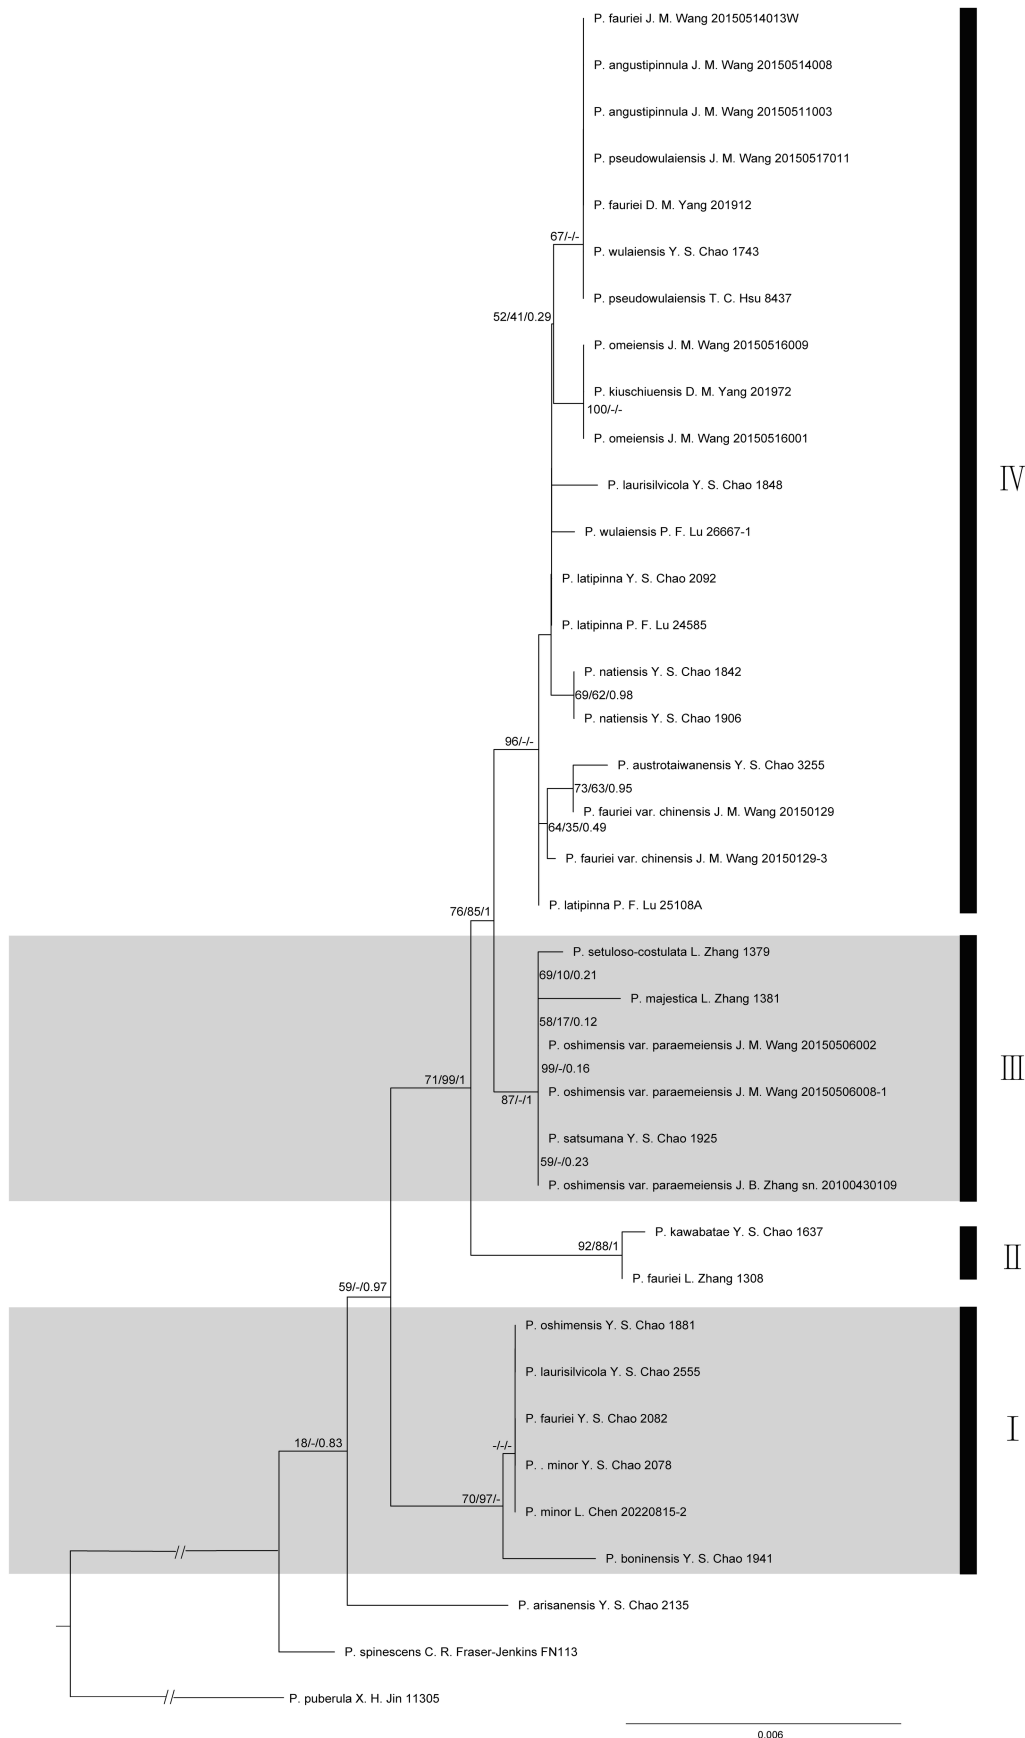 P. fauriei J. M. Wang 20150514013W
P. angustipinnula J. M. Wang 20150514008
P. angustipinnula J. M. Wang 20150511003
P. pseudowulaiensis J. M. Wang 20150517011
P. fauriei D. M. Yang 201912
67/-/-
P. wulaiensis Y. S. Chao 1743
P. pseudowulaiensis T. C. Hsu 8437
52/41/0.29
P. omeiensis J. M. Wang 20150516009
P. kiuschiuensis D. M. Yang 201972
100/-/-
P. omeiensis J. M. Wang 20150516001
IV
P. laurisilvicola Y. S. Chao 1848
P. wulaiensis P. F. Lu 26667-1
P. latipinna Y. S. Chao 2092
P. latipinna P. F. Lu 24585
P. natiensis Y. S. Chao 1842
69/62/0.98
P. natiensis Y. S. Chao 1906
96/-/-
P. austrotaiwanensis Y. S. Chao 3255
73/63/0.95
P. fauriei var. chinensis J. M. Wang 20150129
64/35/0.49
P. fauriei var. chinensis J. M. Wang 20150129-3
P. latipinna P. F. Lu 25108A
76/85/1
P. setuloso-costulata L. Zhang 1379
69/10/0.21
P. majestica L. Zhang 1381
58/17/0.12
P. oshimensis var. paraemeiensis J. M. Wang 20150506002
99/-/0.16
III
71/99/1
P. oshimensis var. paraemeiensis J. M. Wang 20150506008-1
87/-/1
P. satsumana Y. S. Chao 1925
59/-/0.23
P. oshimensis var. paraemeiensis J. B. Zhang sn. 20100430109
P. kawabatae Y. S. Chao 1637
92/88/1
II
P. fauriei L. Zhang 1308
59/-/0.97
P. oshimensis Y. S. Chao 1881
P. laurisilvicola Y. S. Chao 2555
P. fauriei Y. S. Chao 2082
I
18/-/0.83
-/-/-
P. . minor Y. S. Chao 2078
70/97/-
P. minor L. Chen 20220815-2
//
P. boninensis Y. S. Chao 1941
P. arisanensis Y. S. Chao 2135
P. spinescens C. R. Fraser-Jenkins FN113
//
P. puberula X. H. Jin 11305
0.006